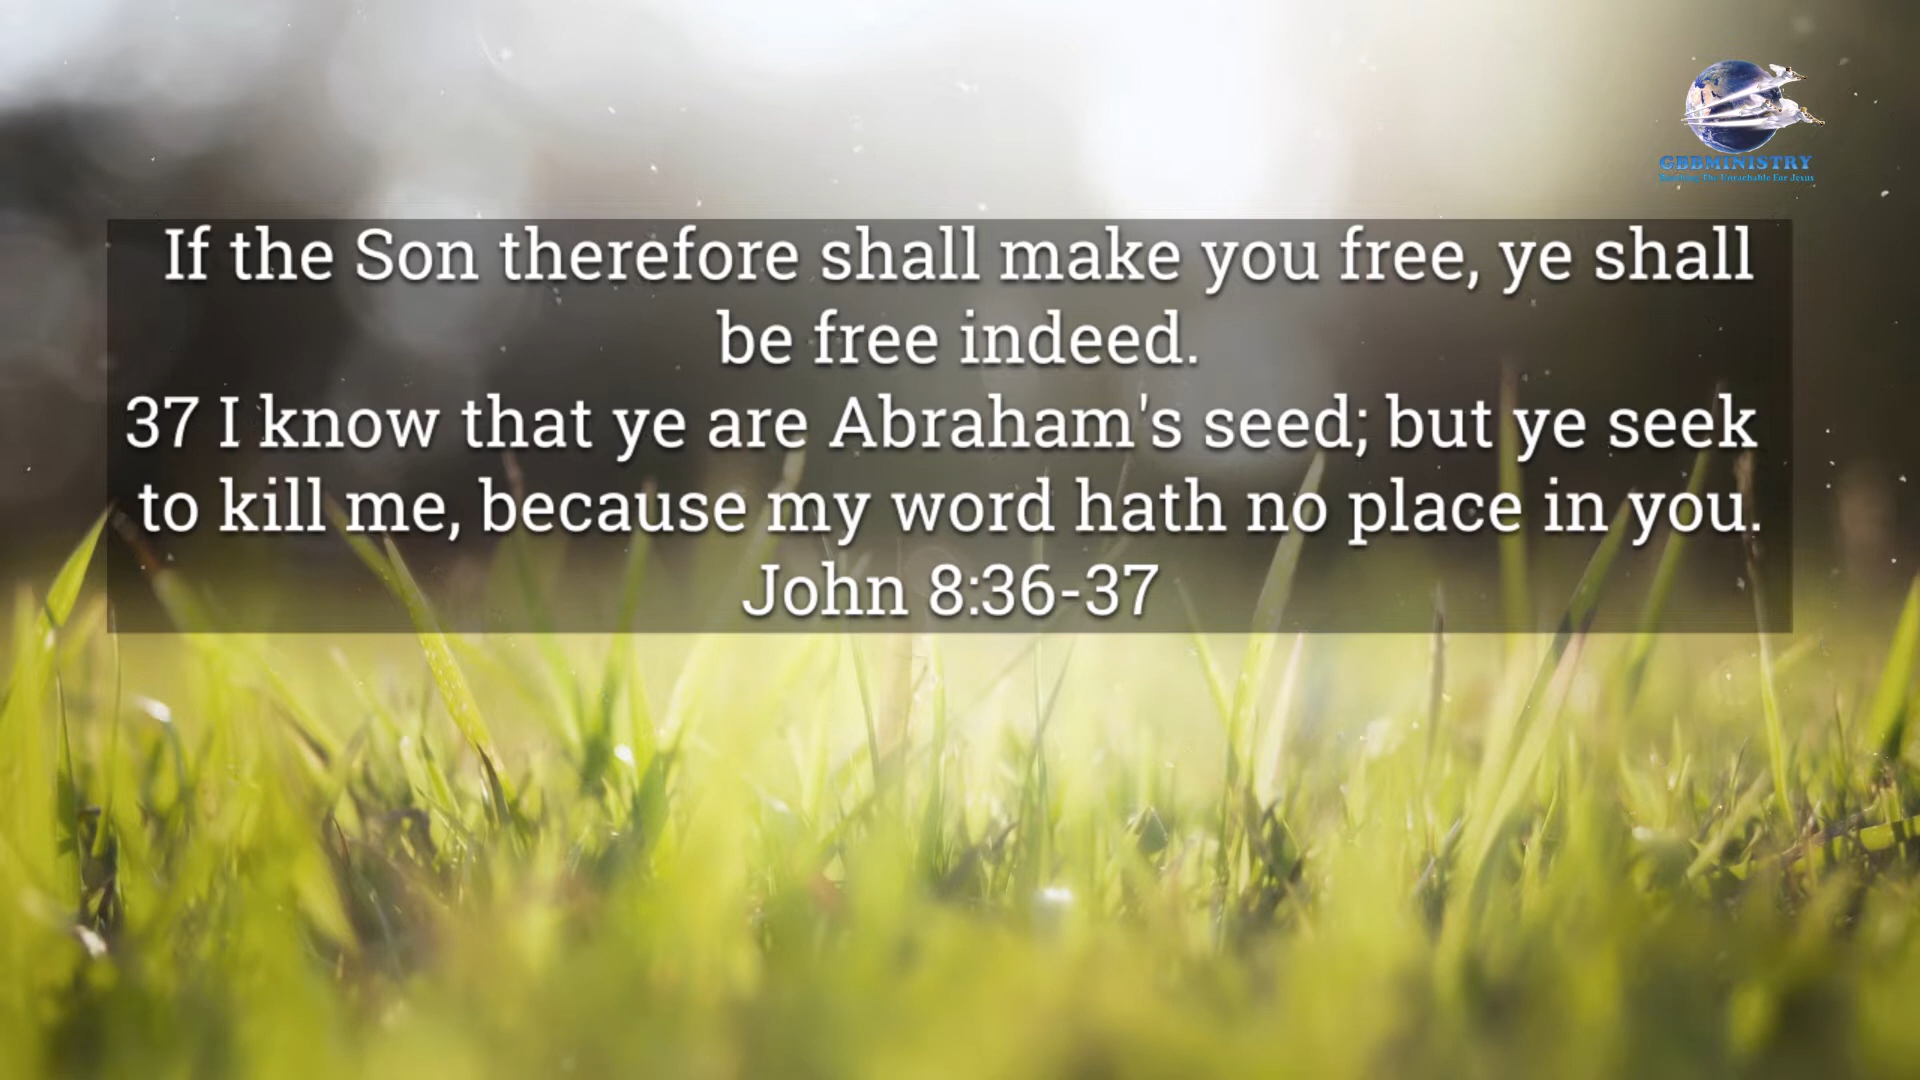 GBBMINISTRY
For Jesus
If the Son therefore shall make you free, ye shall
be free indeed.
37 I know that ye are Abraham's seed; but ye seek
to kill me, because my word hath no place in you.
John 8:36-37